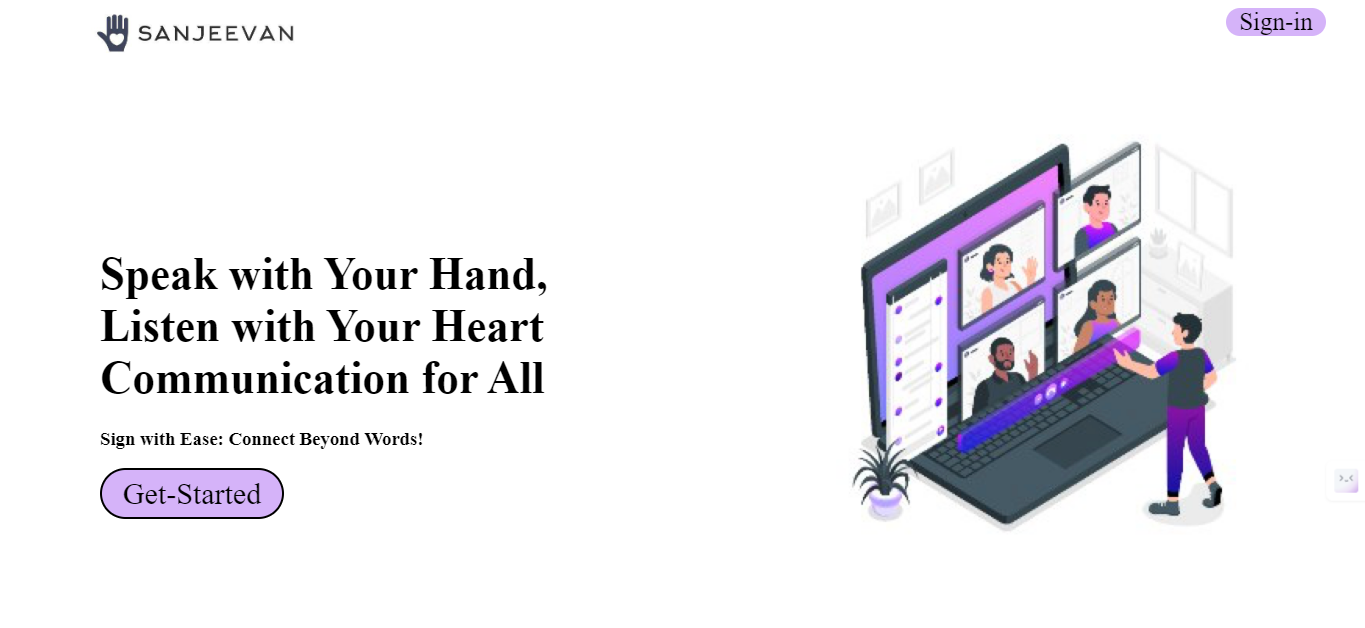 SANJEEVAN
Sign-in
Speak with Your Hand,
Listen with Your Heart
Communication for All
Sign with Ease: Connect Beyond Words!
Get-Started